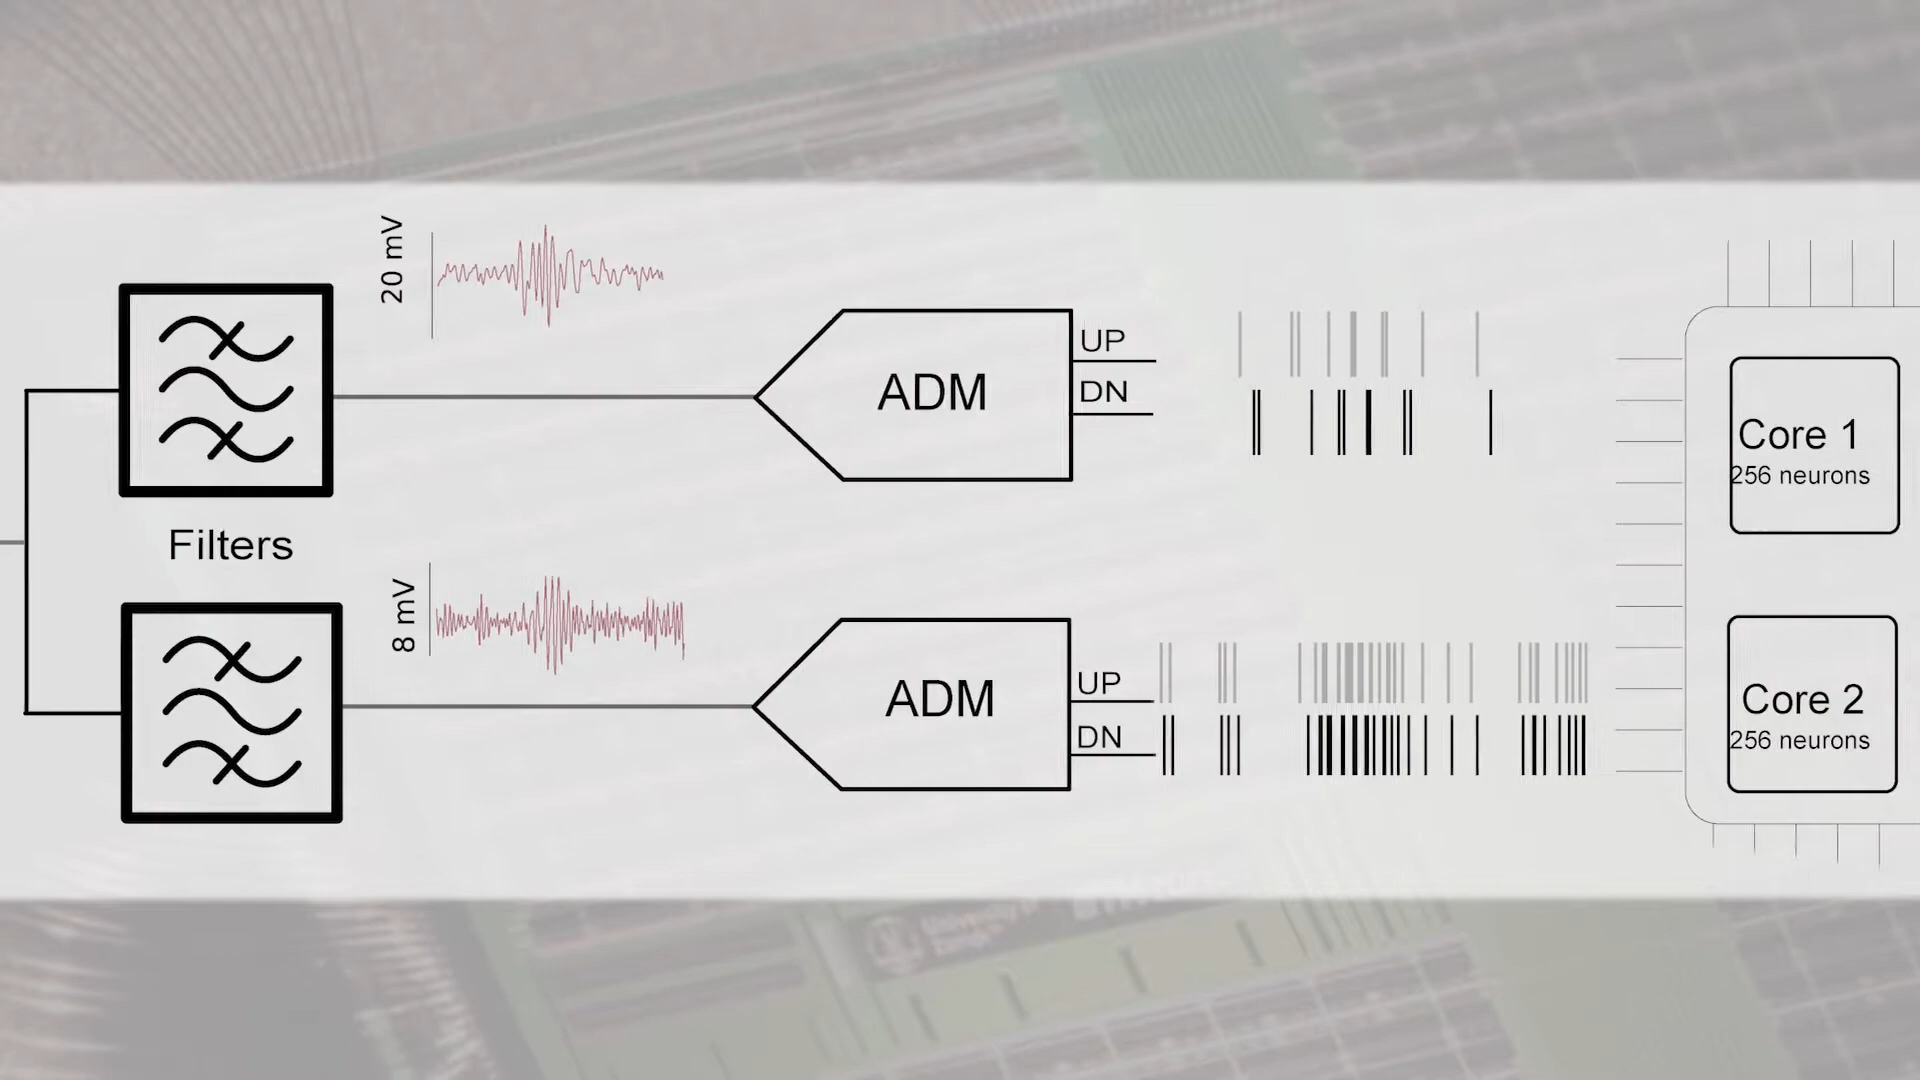 20 mV
ADM
UP
DN
Filters
8 mV
ADM
UP
DN
Core 1
256 neurons
Core 2
256 neurons